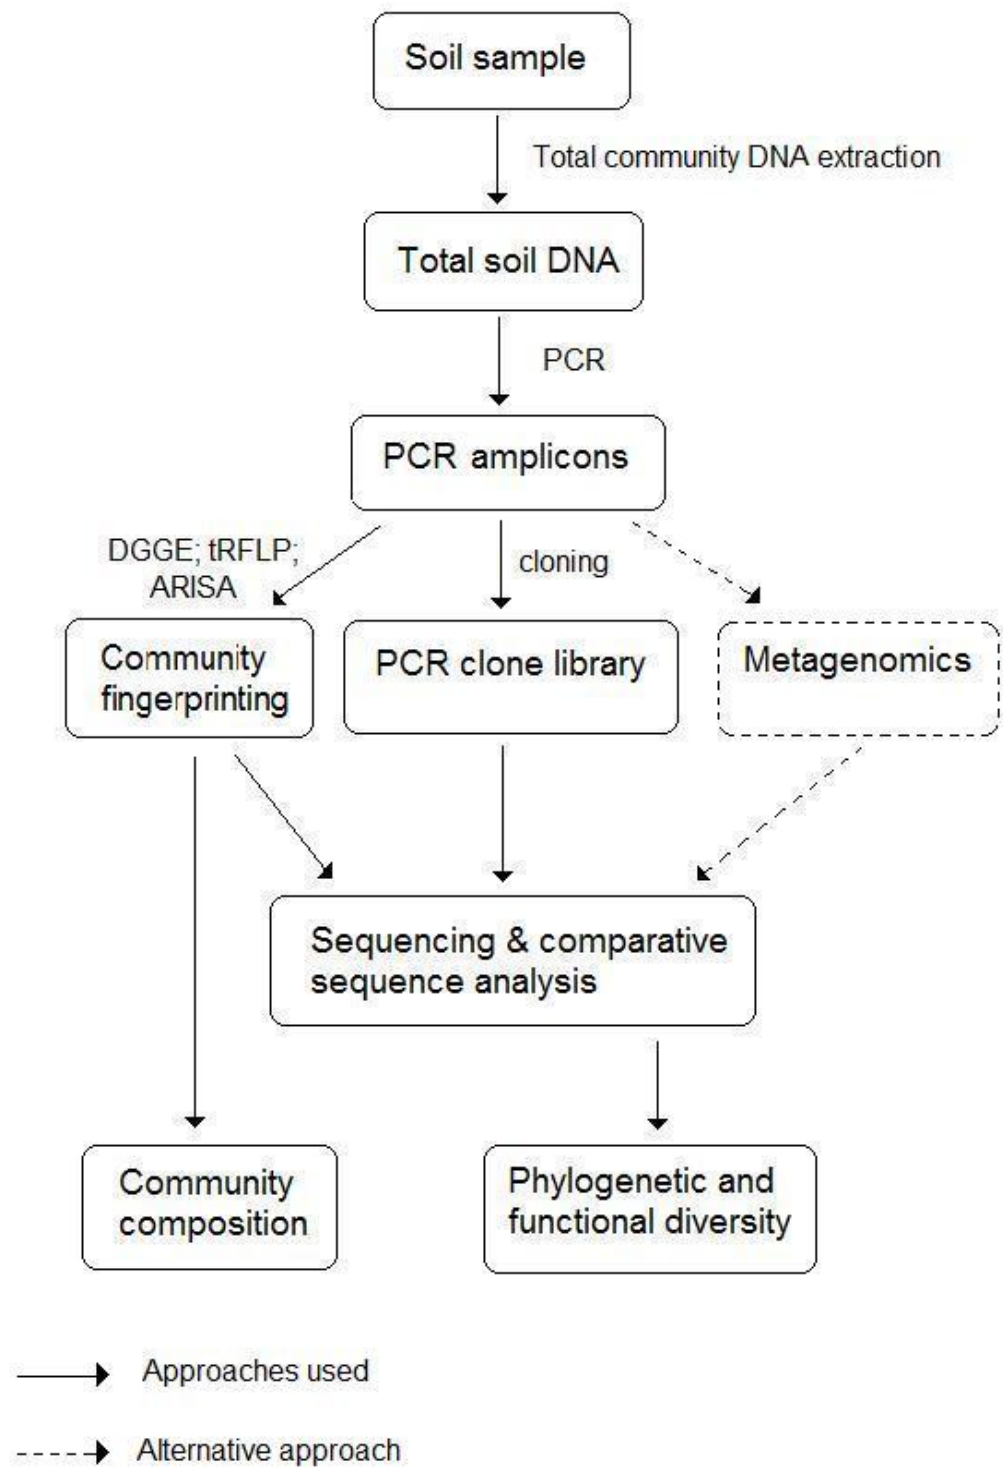 Soil sample
Total community DNA extraction
Total soil DNA
PCR
PCR amplicons
DGGE; tRFLP;
ARISA
cloning
Community
fingerprinting
PCR clone library
Metagenomics
Sequencing & comparative
sequence analysis
Community
composition
Phylogenetic and
functional diversity
Approaches used
Alternative approach